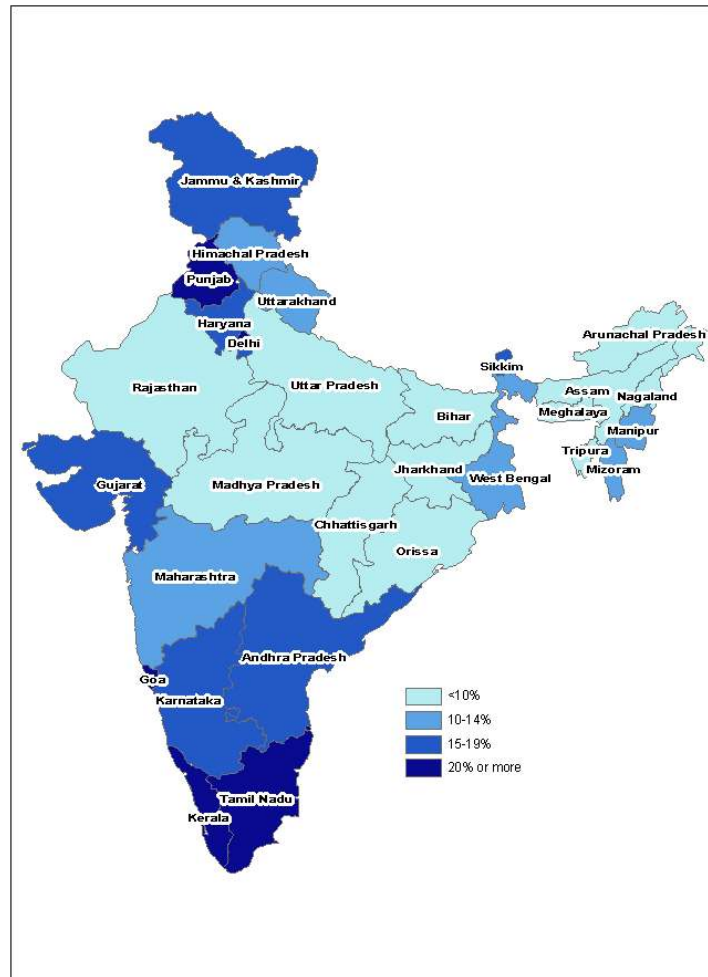 Jammu & Kashmir
Himachal Pradesh
Punjab
Uttarakhand
Haryana
Delhi
Arunachal Pradesh
Sikkim
Rajasthan
Uttar Pradesh
Assam
Nagaland
Bihar
Meghalaya
Manipur
Tripura
Jharkhand
West Bengal
Mizoram
Gujarat
Madhya Pradesh
Chhattisgarh
Orissa
Maharashtra
Andhra Pradesh
Goa
Karnataka
<10%
10-14%
15-19%
20% or more
Tamil Nadu
Kerala